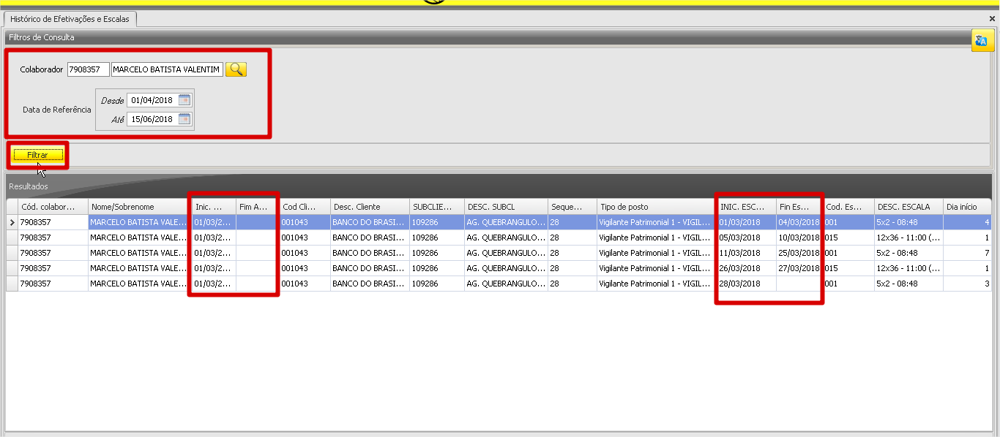 Histórico de Efetivações e Escalas
Filtros de Consulta
Colaborador 7908357 MARCELO BATISTA VALENTIM
Data de Referência
Desde 01/04/2018
Até 15/06/2018
Filtrar
Resultados
Cód. colabor... Nome/Sobrenome Inic. ... Fim A... Cod Cli... Desc. Cliente SUBCLIE... DESC. SUBCL Seque... Tipo de posto INIC. ESC... Fin Es... Cod. Es... DESC. ESCALA Dia início
7908357 MARCELO BATISTA VALE... 01/03/2... 001043 BANCO DO BRASI... 109286 AG. QUEBRANGULO... 28 Vigilante Patrimonial 1 - VIGIL... 01/03/2018 04/03/2018 001 5x2 - 08:48 4
7908357 MARCELO BATISTA VALE... 01/03/2... 001043 BANCO DO BRASI... 109286 AG. QUEBRANGULO... 28 Vigilante Patrimonial 1 - VIGIL... 05/03/2018 10/03/2018 015 12x36 - 11:00 (... 1
7908357 MARCELO BATISTA VALE... 01/03/2... 001043 BANCO DO BRASI... 109286 AG. QUEBRANGULO... 28 Vigilante Patrimonial 1 - VIGIL... 11/03/2018 25/03/2018 001 5x2 - 08:48 7
7908357 MARCELO BATISTA VALE... 01/03/2... 001043 BANCO DO BRASI... 109286 AG. QUEBRANGULO... 28 Vigilante Patrimonial 1 - VIGIL... 26/03/2018 27/03/2018 015 12x36 - 11:00 (... 1
7908357 MARCELO BATISTA VALE... 01/03/2... 001043 BANCO DO BRASI... 109286 AG. QUEBRANGULO... 28 Vigilante Patrimonial 1 - VIGIL... 28/03/2018 001 5x2 - 08:48 3